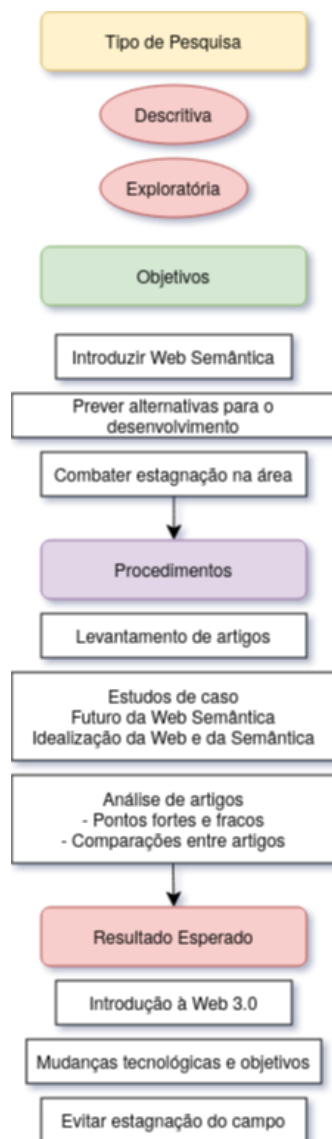 Tipo de Pesquisa
Descritiva
Exploratória
Objetivos
Introduzir Web Semântica
Prever alternativas para o
desenvolvimento
Combater estagnação na área
Procedimentos
Levantamento de artigos
Estudos de caso
Futuro da Web Semântica
Idealização da Web e da Semântica
Análise de artigos
- Pontos fortes e fracos
- Comparações entre artigos
Resultado Esperado
Introdução à Web 3.0
Mudanças tecnológicas e objetivos
Evitar estagnação do campo